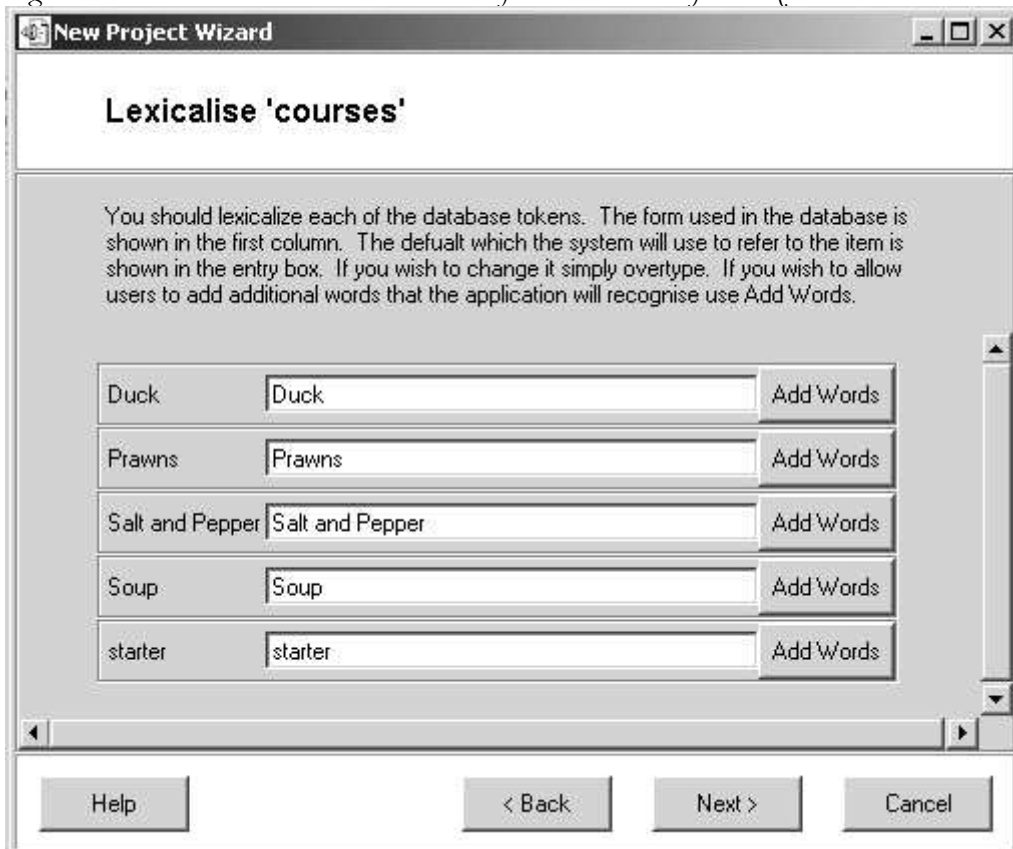 New Project Wizard
Lexicalise 'courses'
You should lexicalize each of the database tokens. The form used in the database is
shown in the first column. The defualt which the system will use to refer to the item is
shown in the entry box. If you wish to change it simply overtype. If you wish to allow
users to add additional words that the application will recognise use Add Words.
Duck Duck Add Words
Prawns Prawns Add Words
Salt and Pepper Salt and Pepper Add Words
Soup Soup Add Words
starter starter Add Words
Help < Back Next > Cancel